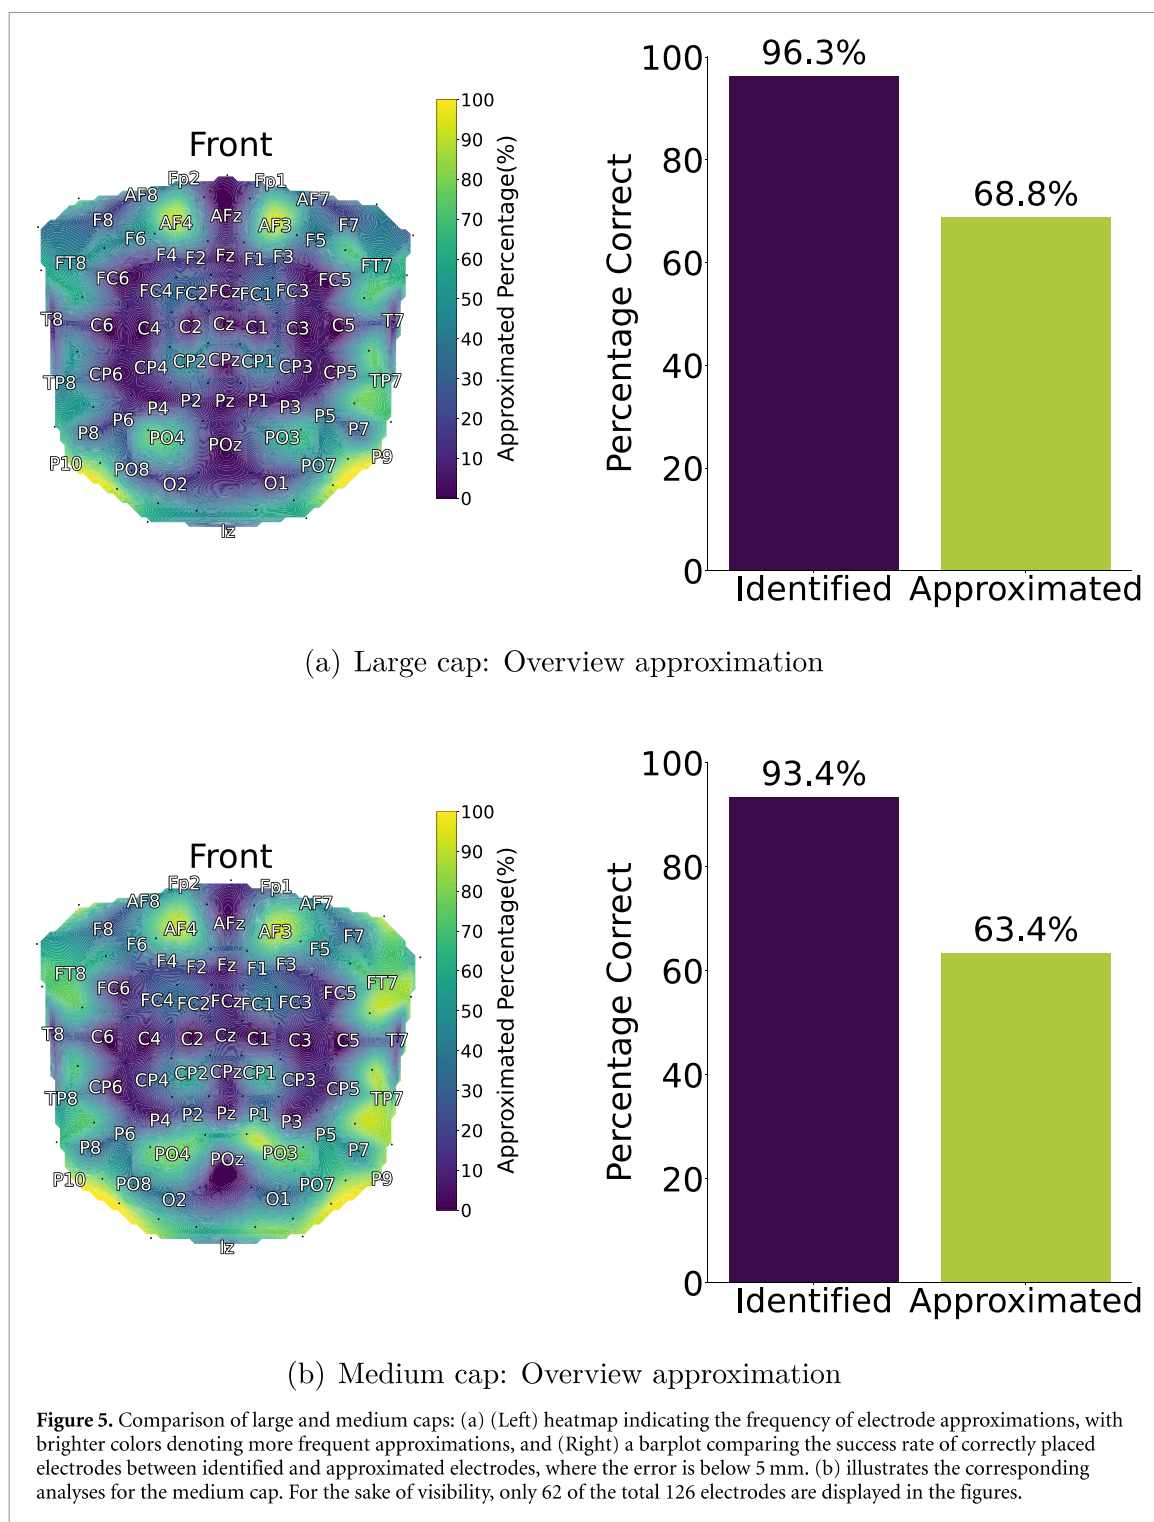 Front
Fp2 Fp1
AF8 AF7
F8 AF4 AFz AF3 F7
F6 F5
FT8 F4 F2 Fz F1 F3 FT7
FC6 FC5
FC4 FC2 FCz FC1 FC3
T8 C6 C4 C2 Cz C1 C3 C5 T7
CP4 CP2 CPz CP1 CP3
TP8 CP6 CP5 TP7
P4 P2 Pz P1 P3
P8 P6 P5 P7
PO4 POz PO3
P10 PO8 PO7 P9
O2 O1
Iz
100
90
80
70
60
50
40
30
20
10
0
Approximated Percentage(%)
Percentage Correct
100
80
60
40
20
0
96.3%
68.8%
Identified Approximated
(a) Large cap: Overview approximation
Front
Fp2 Fp1
AF8 AF7
F8 AF4 AFz AF3 F7
F6 F5
FT8 F4 F2 Fz F1 F3 FT7
FC6 FC5
FC4 FC2 FCz FC1 FC3
T8 C6 C4 C2 Cz C1 C3 C5 T7
CP4 CP2 CPz CP1 CP3
TP8 CP6 CP5 TP7
P4 P2 Pz P1 P3
P8 P6 P5 P7
PO4 POz PO3
P10 PO8 PO7 P9
O2 O1
Iz
100
90
80
70
60
50
40
30
20
10
0
Approximated Percentage(%)
Percentage Correct
100
80
60
40
20
0
93.4%
63.4%
Identified Approximated
(b) Medium cap: Overview approximation
Figure 5. Comparison of large and medium caps: (a) (Left) heatmap indicating the frequency of electrode approximations, with
brighter colors denoting more frequent approximations, and (Right) a barplot comparing the success rate of correctly placed
electrodes between identified and approximated electrodes, where the error is below 5 mm. (b) illustrates the corresponding
analyses for the medium cap. For the sake of visibility, only 62 of the total 126 electrodes are displayed in the figures.